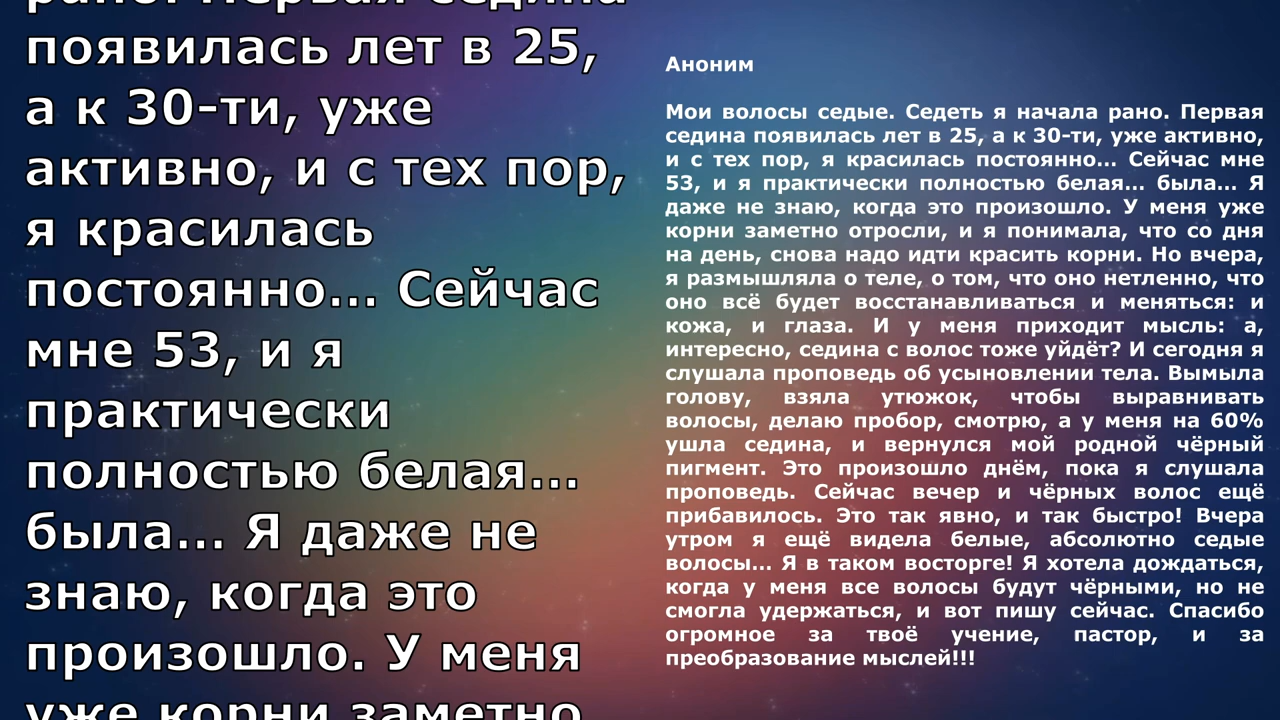 рано. Первая седина
появилась лет в 25,
а к 30-ти, уже
активно, и с тех пор,
я красилась
постоянно... Сейчас
мне 53, и я
практически
полностью белая...
была... Я даже не
знаю, когда это
произошло. У меня
уже корни заметно
Аноним
Мои волосы седые. Седеть я начала рано. Первая
седина появилась лет в 25, а к 30-ти, уже активно,
и с тех пор, я красилась постоянно... Сейчас мне
53, и я практически полностью белая... была... Я
даже не знаю, когда это произошло. У меня уже
корни заметно отросли, и я понимала, что со дня
на день, снова надо идти красить корни. Но вчера,
я размышляла о теле, о том, что оно нетленно, что
оно всё будет восстанавливаться и меняться: и
кожа, и глаза. И у меня приходит мысль: а,
интересно, седина с волос тоже уйдёт? И сегодня я
слушала проповедь об усыновлении тела. Вымыла
голову, взяла утюжок, чтобы выравнивать
волосы, делаю пробор, смотрю, а у меня на 60%
ушла седина, и вернулся мой родной чёрный
пигмент. Это произошло днём, пока я слушала
проповедь. Сейчас вечер и чёрных волос ещё
прибавилось. Это так явно, и так быстро! Вчера
утром я ещё видела белые, абсолютно седые
волосы... Я в таком восторге! Я хотела дождаться,
когда у меня все волосы будут чёрными, но не
смогла удержаться, и вот пишу сейчас. Спасибо
огромное за твоё учение, пастор, и за
преобразование мыслей!!!